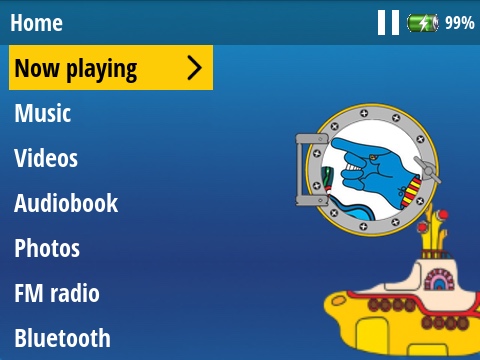 Home
99%
Now playing
Music
Videos
Audiobook
Photos
FM radio
Bluetooth